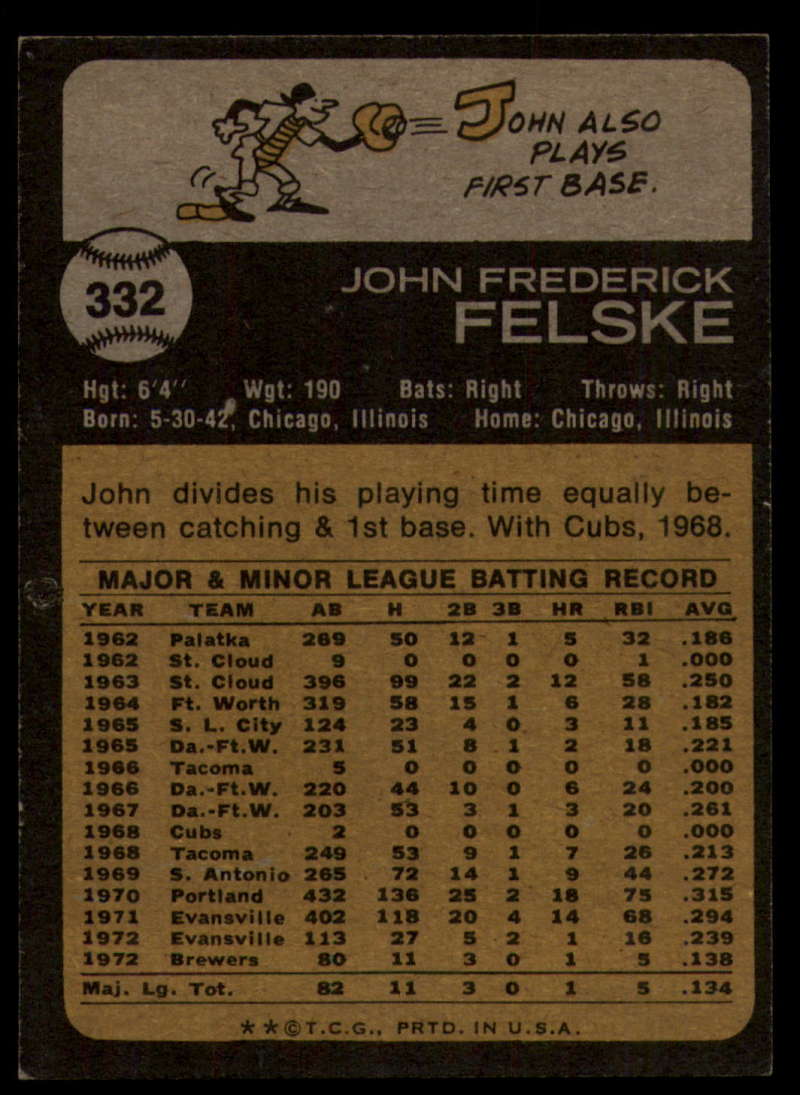 JOHN ALSO
PLAYS
FIRST BASE.
332
JOHN FREDERICK
FELSKE
Hgt: 6'4" Wgt: 190 Bats: Right Throws: Right
Born: 5-30-42, Chicago, Illinois Home: Chicago, Illinois
John divides his playing time equally be-
tween catching & 1st base. With Cubs, 1968.
MAJOR & MINOR LEAGUE BATTING RECORD
YEAR TEAM AB H 2B 3B HR RBI AVG
1962 Palatka 269 50 12 1 5 32 .186
1962 St. Cloud 9 0 0 0 0 1 .000
1963 St. Cloud 396 99 22 2 12 58 .250
1964 Ft. Worth 319 58 15 1 6 28 .182
1965 S. L. City 124 23 4 0 3 11 .185
1965 Da.-Ft.W. 231 51 8 1 2 18 .221
1966 Tacoma 5 0 0 0 0 0 .000
1966 Da.-Ft.W. 220 44 10 0 6 24 .200
1967 Da.-Ft.W. 203 53 3 1 3 20 .261
1968 Cubs 2 0 0 0 0 0 .000
1968 Tacoma 249 53 9 1 7 26 .213
1969 S. Antonio 265 72 14 1 9 44 .272
1970 Portland 432 136 25 2 18 75 .315
1971 Evansville 402 118 20 4 14 68 .294
1972 Evansville 113 27 5 2 1 16 .239
1972 Brewers 80 11 3 0 1 5 .138
Maj. Lg. Tot. 82 11 3 0 1 5 .134
**©T.C.G., PRTD. IN U.S.A.